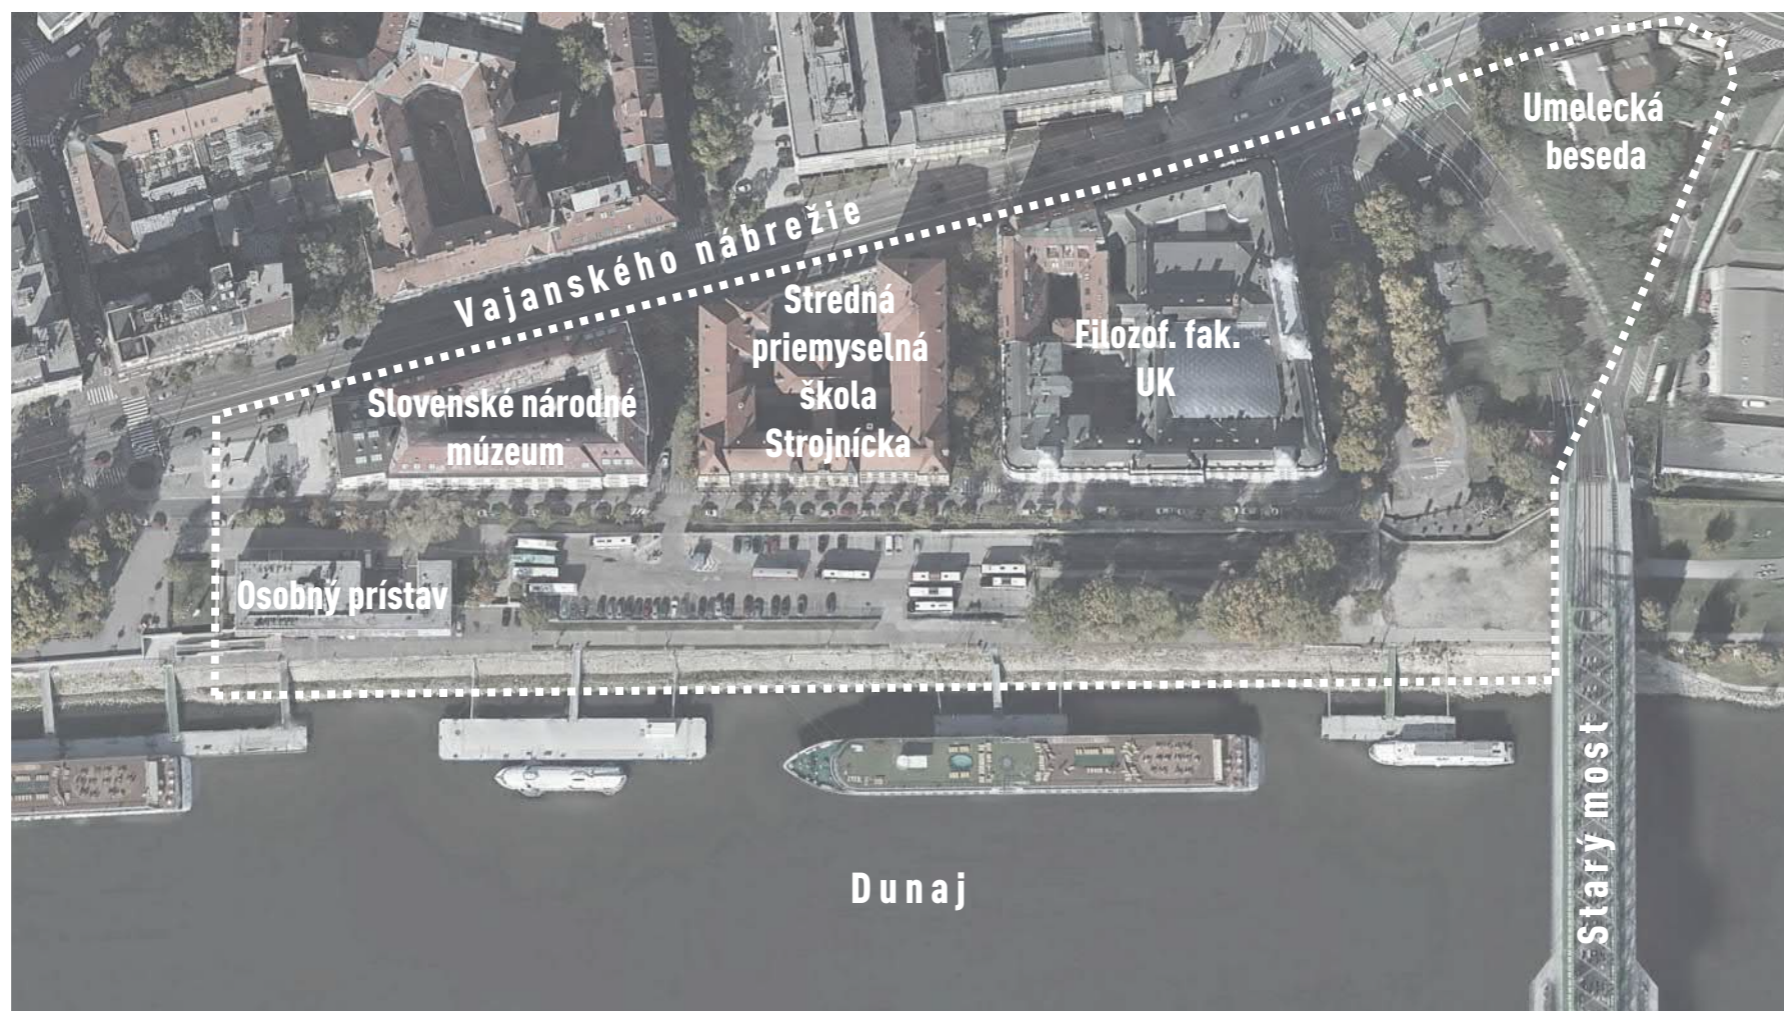 Umelecká
beseda
Vajanského nábrežie
Stredná
priemyselná
škola
Strojnícka
Filozof. fak.
UK
Slovenské národné
múzeum
Osobný prístav
Dunaj
Starý most